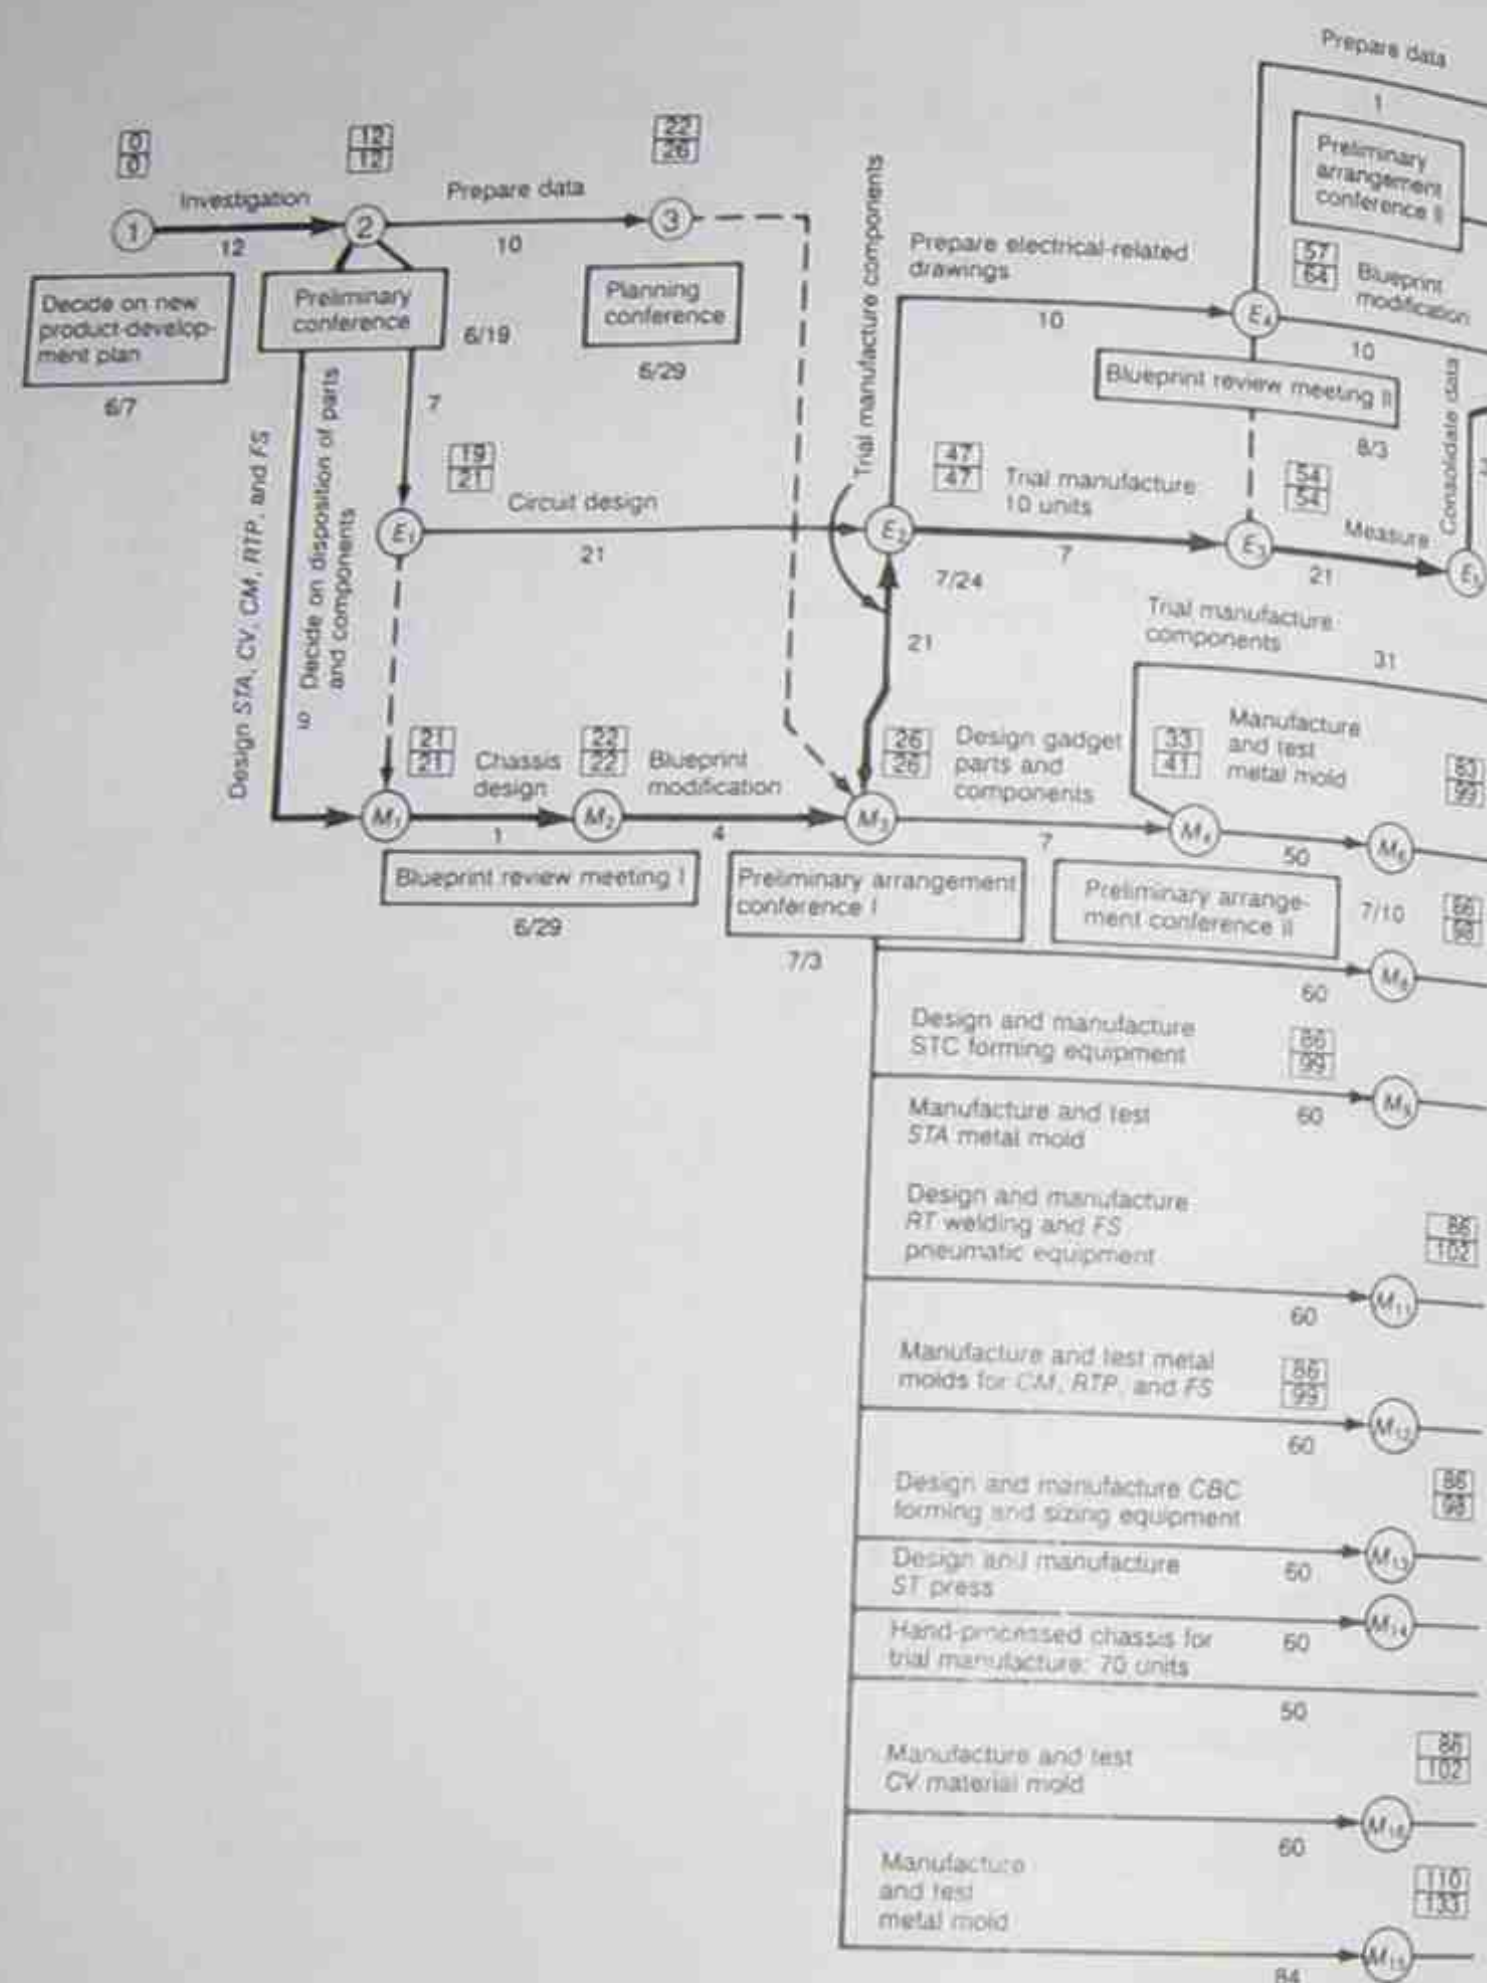 Prepare data
1
Preliminary
arrangement
conference II
0
0
12
12
22
26
Investigation
Prepare data
1
2
3
12
10
Decide on new
product-develop-
ment plan
6/7
Preliminary
conference
6/19
Planning
conference
6/29
Trial manufacture components
Prepare electrical-related
drawings
10
57
64
Blueprint
modification
E4
10
Blueprint review meeting II
8/3
Consolidate data
Design STA, CV, CM, RTP, and FS
9
Decide on disposition of parts
and components
7
19
21
Circuit design
E1
21
47
47
Trial manufacture
10 units
E2
7/24
7
E3
54
54
Measure
21
E5
21
Trial manufacture
components
31
21
21
Chassis
design
22
22
Blueprint
modification
26
26
Design gadget
parts and
components
33
41
Manufacture
and test
metal mold
M1
1
M2
4
M3
7
M4
50
Blueprint review meeting I
6/29
Preliminary arrangement
conference I
7/3
Preliminary arrange-
ment conference II
7/10
60
Design and manufacture
STC forming equipment
86
99
60
Manufacture and test
STA metal mold
Design and manufacture
RT welding and FS
pneumatic equipment
86
102
60
M11
Manufacture and test metal
molds for CM, RTP, and FS
86
99
60
M12
Design and manufacture CBC
forming and sizing equipment
86
98
60
M13
Design and manufacture
ST press
60
M14
Hand-processed chassis for
trial manufacture: 70 units
50
Manufacture and test
CV material mold
86
102
60
Manufacture
and test
metal mold
110
133
84
M15